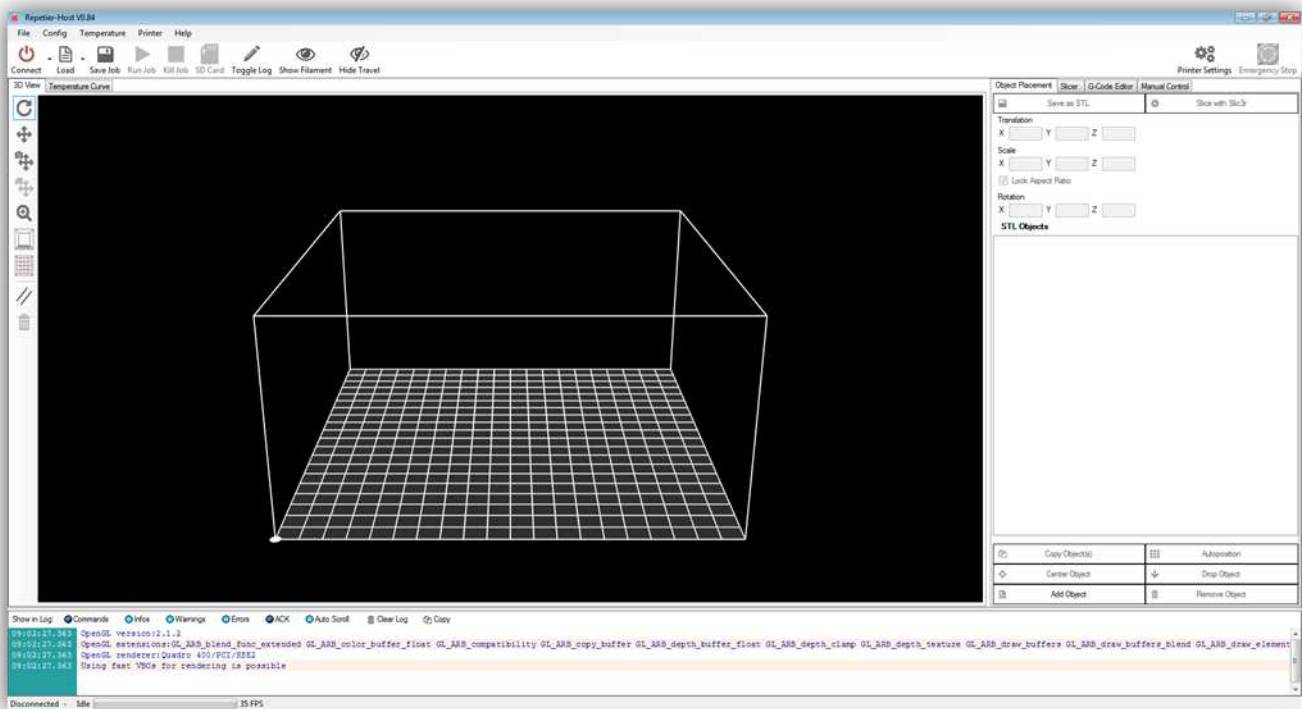 Repetier-Host V0.84
File Config Temperature Printer Help
Connect Load Save Job Run Job Kill Job SD Card Toggle Log Show Filament Hide Travel Printer Settings Emergency Stop
3D View Temperature Curve
Object Placement Slicer G-Code Editor Manual Control
Save as STL Slice with Slic3r
Translation
X Y Z
Scale
X Y Z
Lock Aspect Ratio
Rotation
X Y Z
STL Objects
Copy Object(s) Autoposition
Center Object Drop Object
Add Object Remove Object
Show in Log: Commands Infos Warnings Errors ACK Auto Scroll Clear Log Copy
09:02:27.363 OpenGL version:2.1.2
09:02:27.363 OpenGL extensions:GL_ARB_blend_func_extended GL_ARB_color_buffer_float GL_ARB_compatibility GL_ARB_copy_buffer GL_ARB_depth_buffer_float GL_ARB_depth_clamp GL_ARB_depth_texture GL_ARB_draw_buffers GL_ARB_draw_buffers_blend GL_ARB_draw_element
09:02:27.363 OpenGL renderer:Quadro 400/PCI/SSE2
09:02:27.363 Using fast VBOs for rendering is possible
Disconnected - Idle 35 FPS